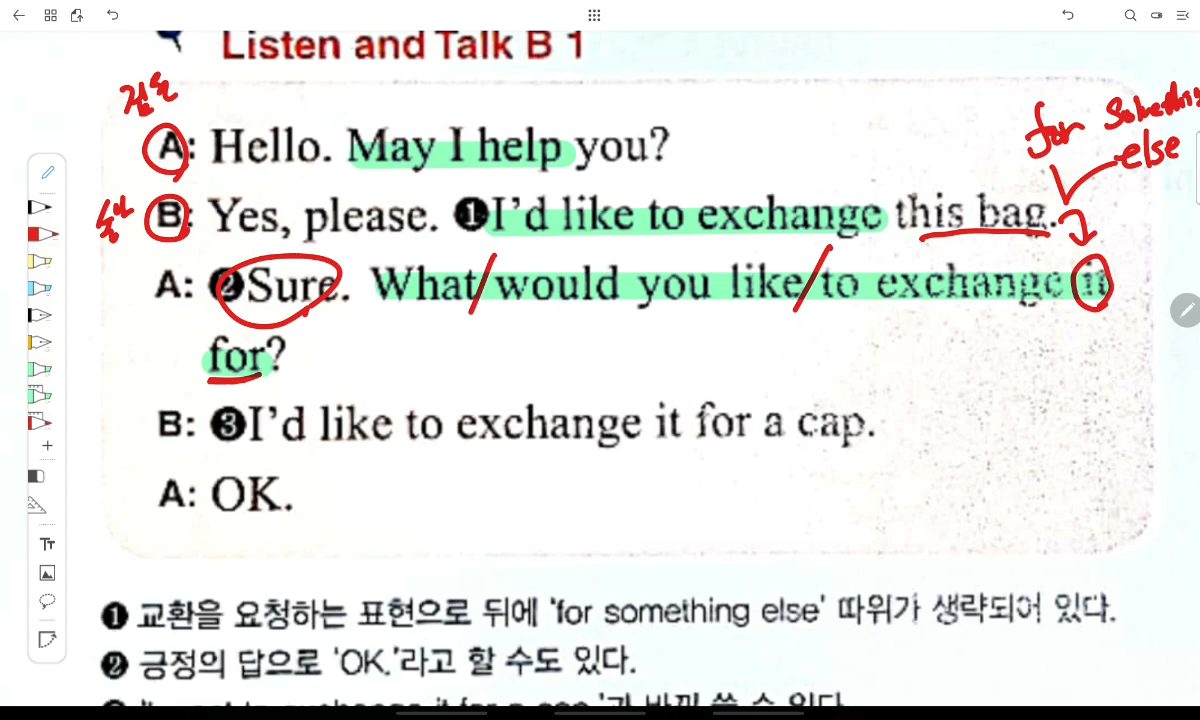 Listen and Talk B 1
점원
A: Hello. May I help you?
for something
else
손님
B: Yes, please. ❶I'd like to exchange this bag.
A: ❷Sure. What/would you like/to exchange it
for?
B: ❸I'd like to exchange it for a cap.
A: OK.
❶ 교환을 요청하는 표현으로 뒤에 'for something else' 따위가 생략되어 있다.
❷ 긍정의 답으로 'OK.'라고 할 수도 있다.
Tт